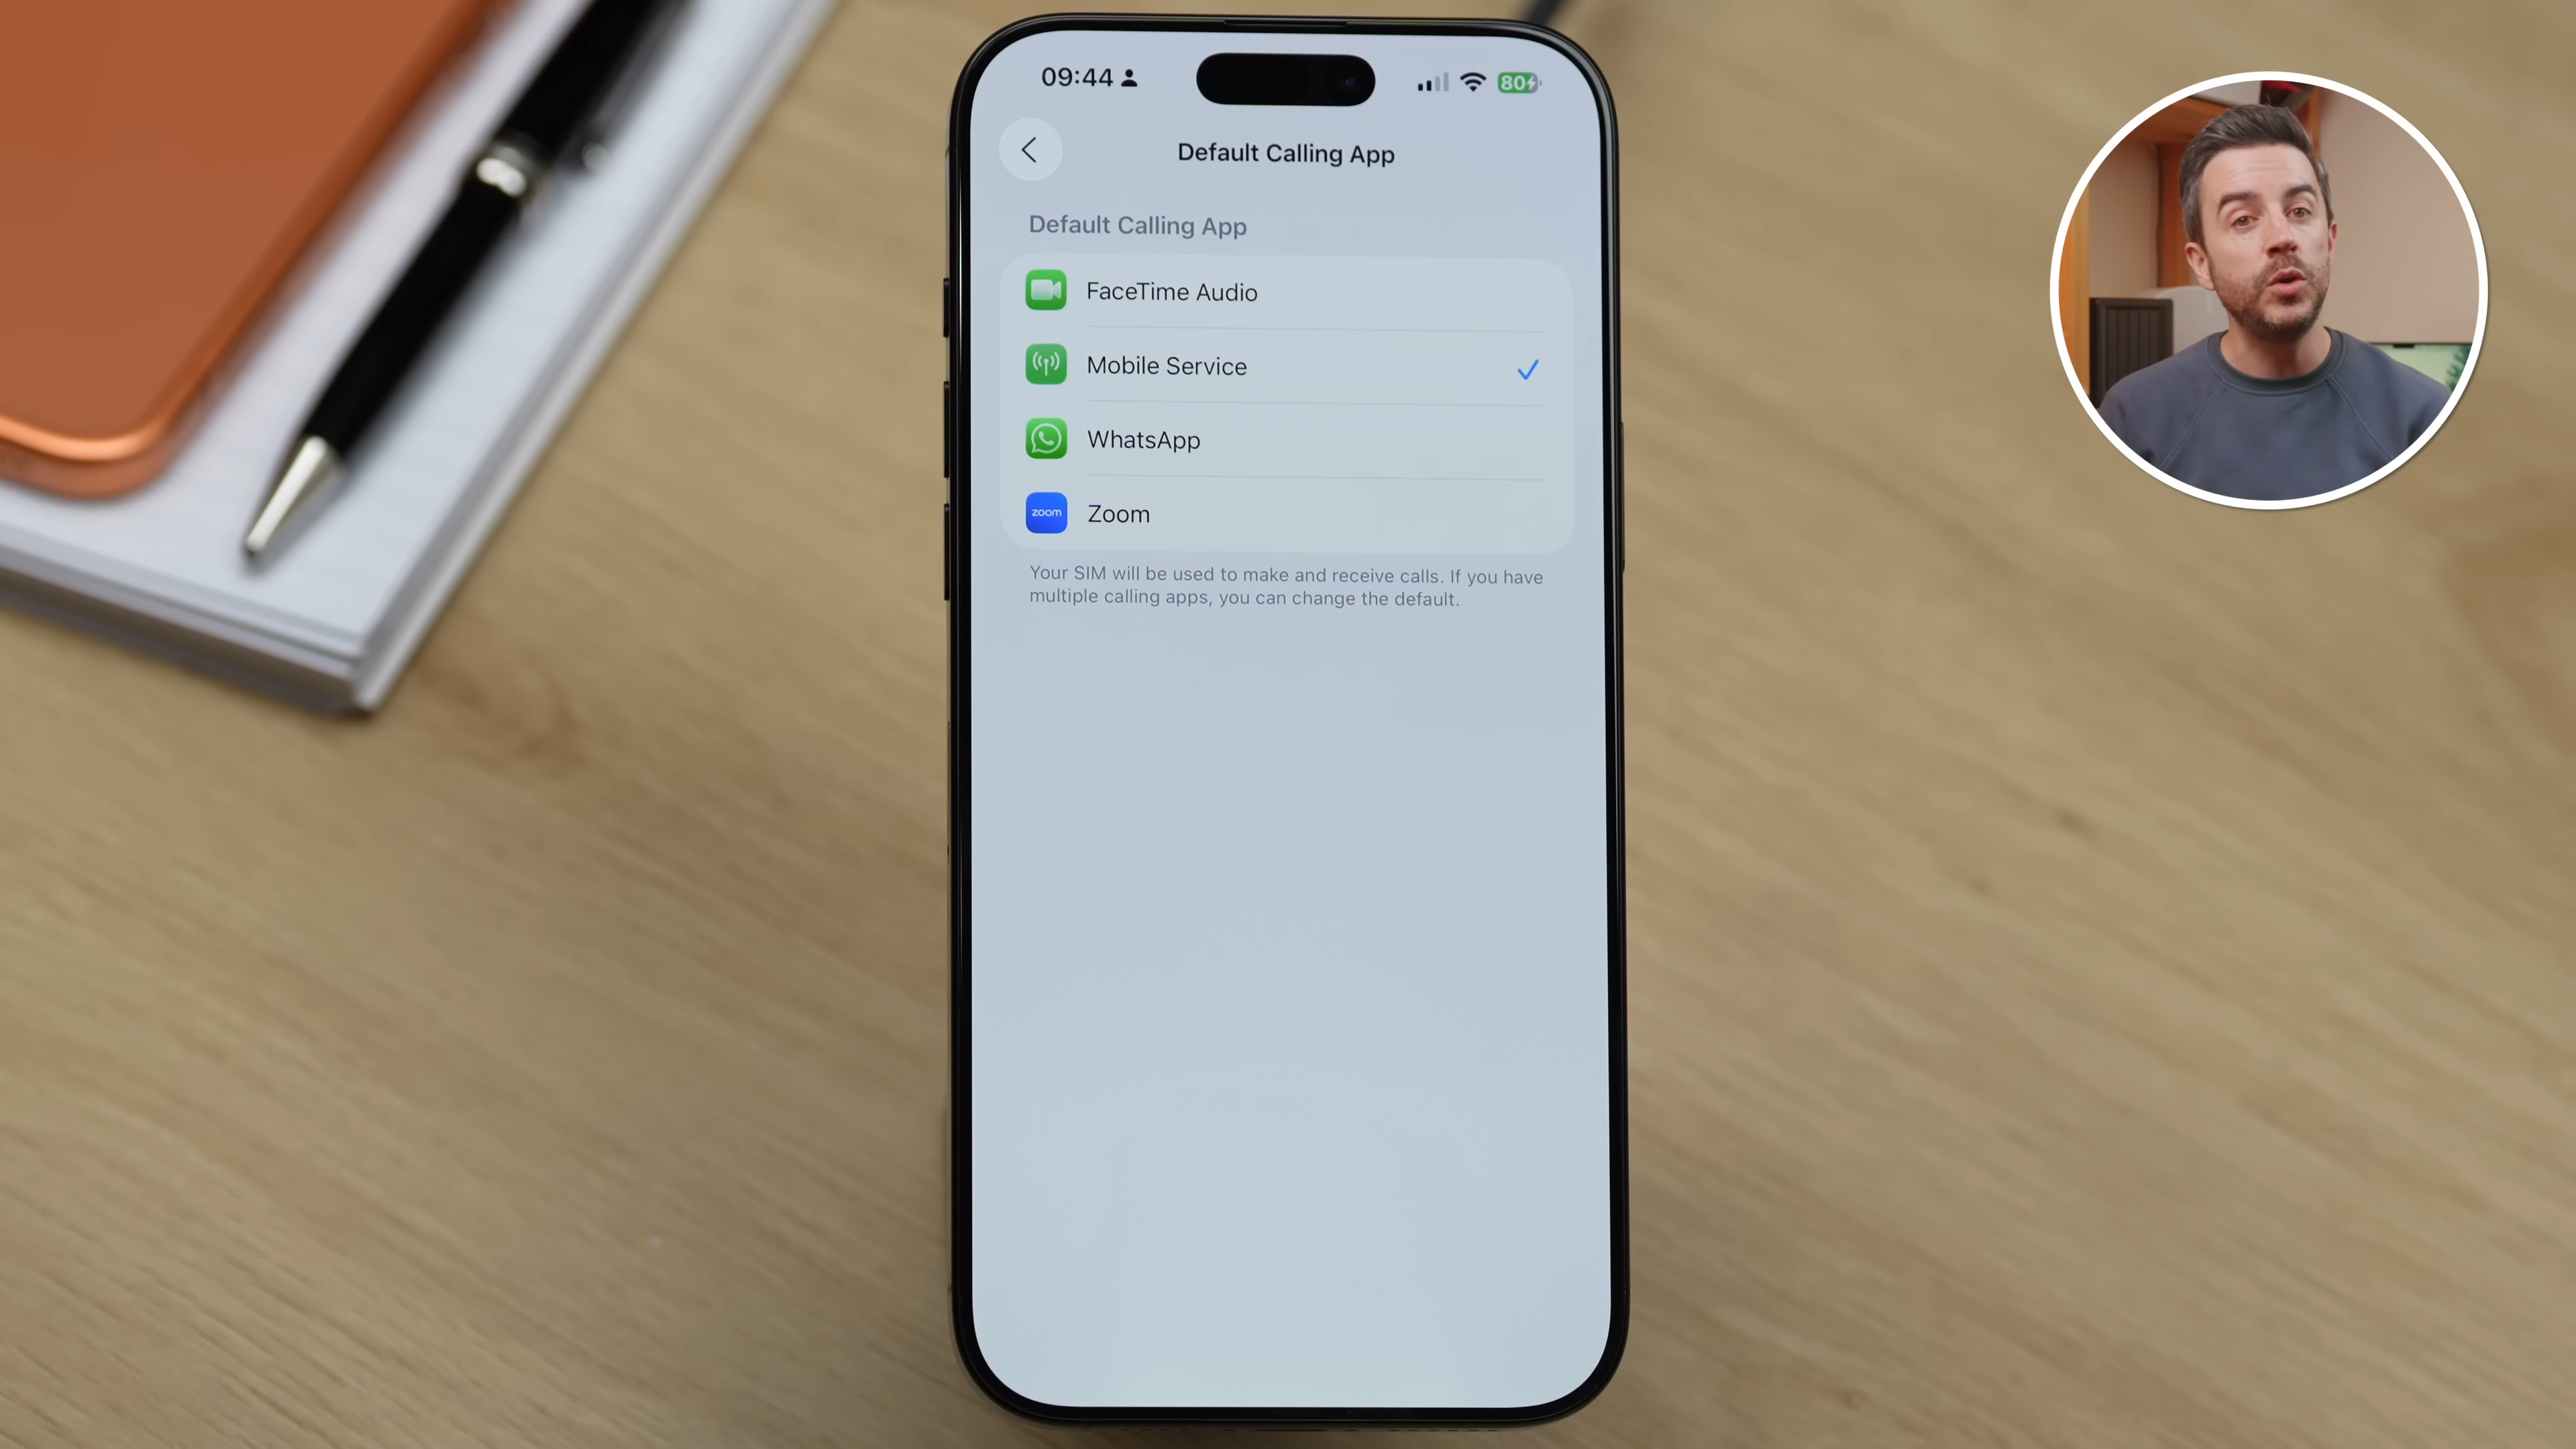 09:44
80
Default Calling App
Default Calling App
FaceTime Audio
Mobile Service
WhatsApp
zoom
Zoom
Your SIM will be used to make and receive calls. If you have
multiple calling apps, you can change the default.